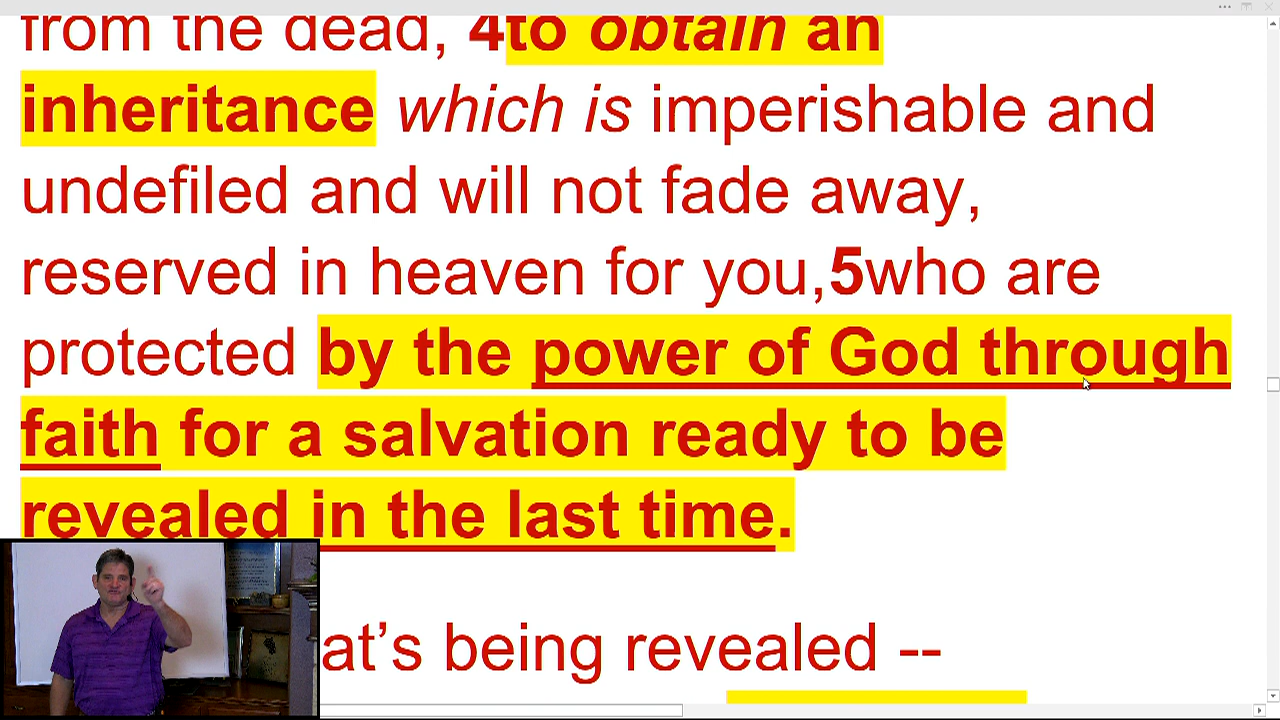 from the dead, 4to obtain an
inheritance which is imperishable and
undefiled and will not fade away,
reserved in heaven for you,5who are
protected by the power of God through
faith for a salvation ready to be
revealed in the last time.
at’s being revealed --